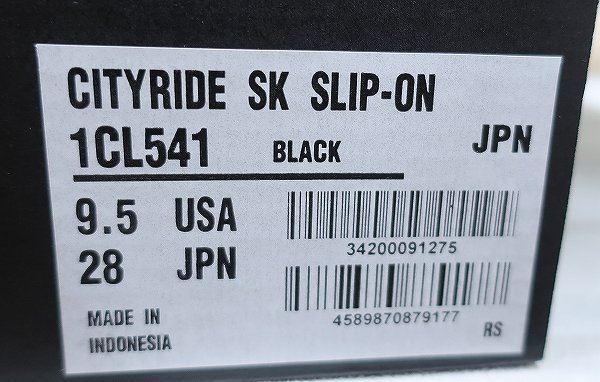 CITYRIDE SK SLIP-ON
1CL541 BLACK JPN
9.5 USA
28 JPN
34200091275
4589870879177
MADE IN
INDONESIA
RS